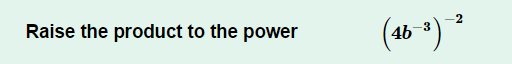 Raise the product to the power (4b⁻³)⁻²